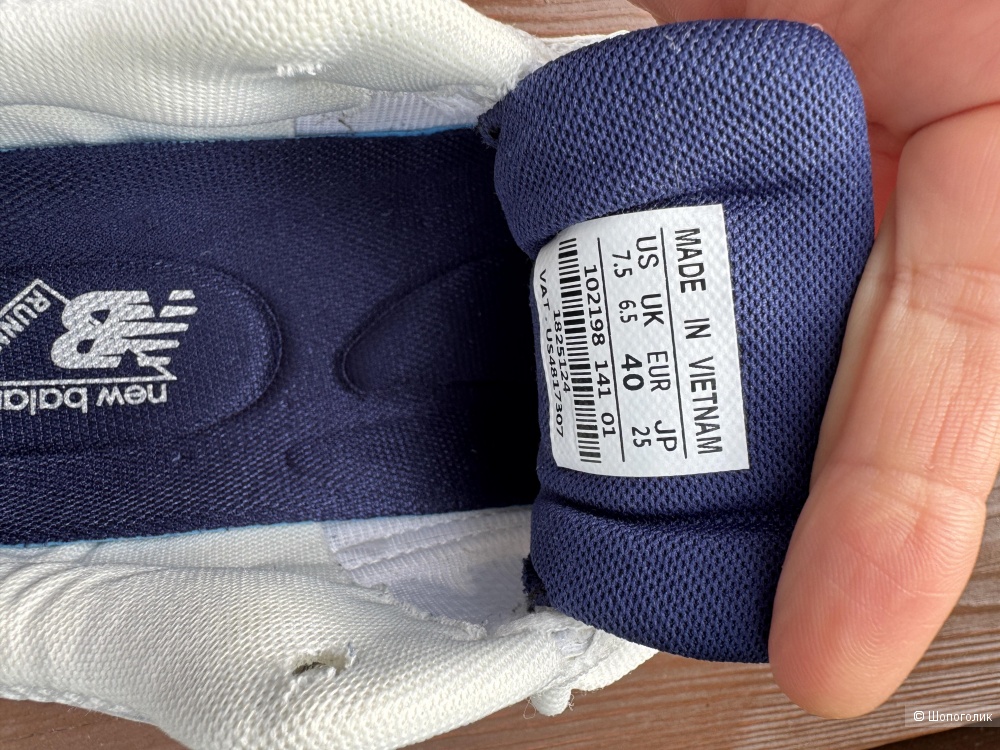 MADE IN VIETNAM
US UK EUR JP
7.5 6.5 40 25
102198 141 01
1825124
VAT - US4817307
new bala
RUN
© Шопоголик